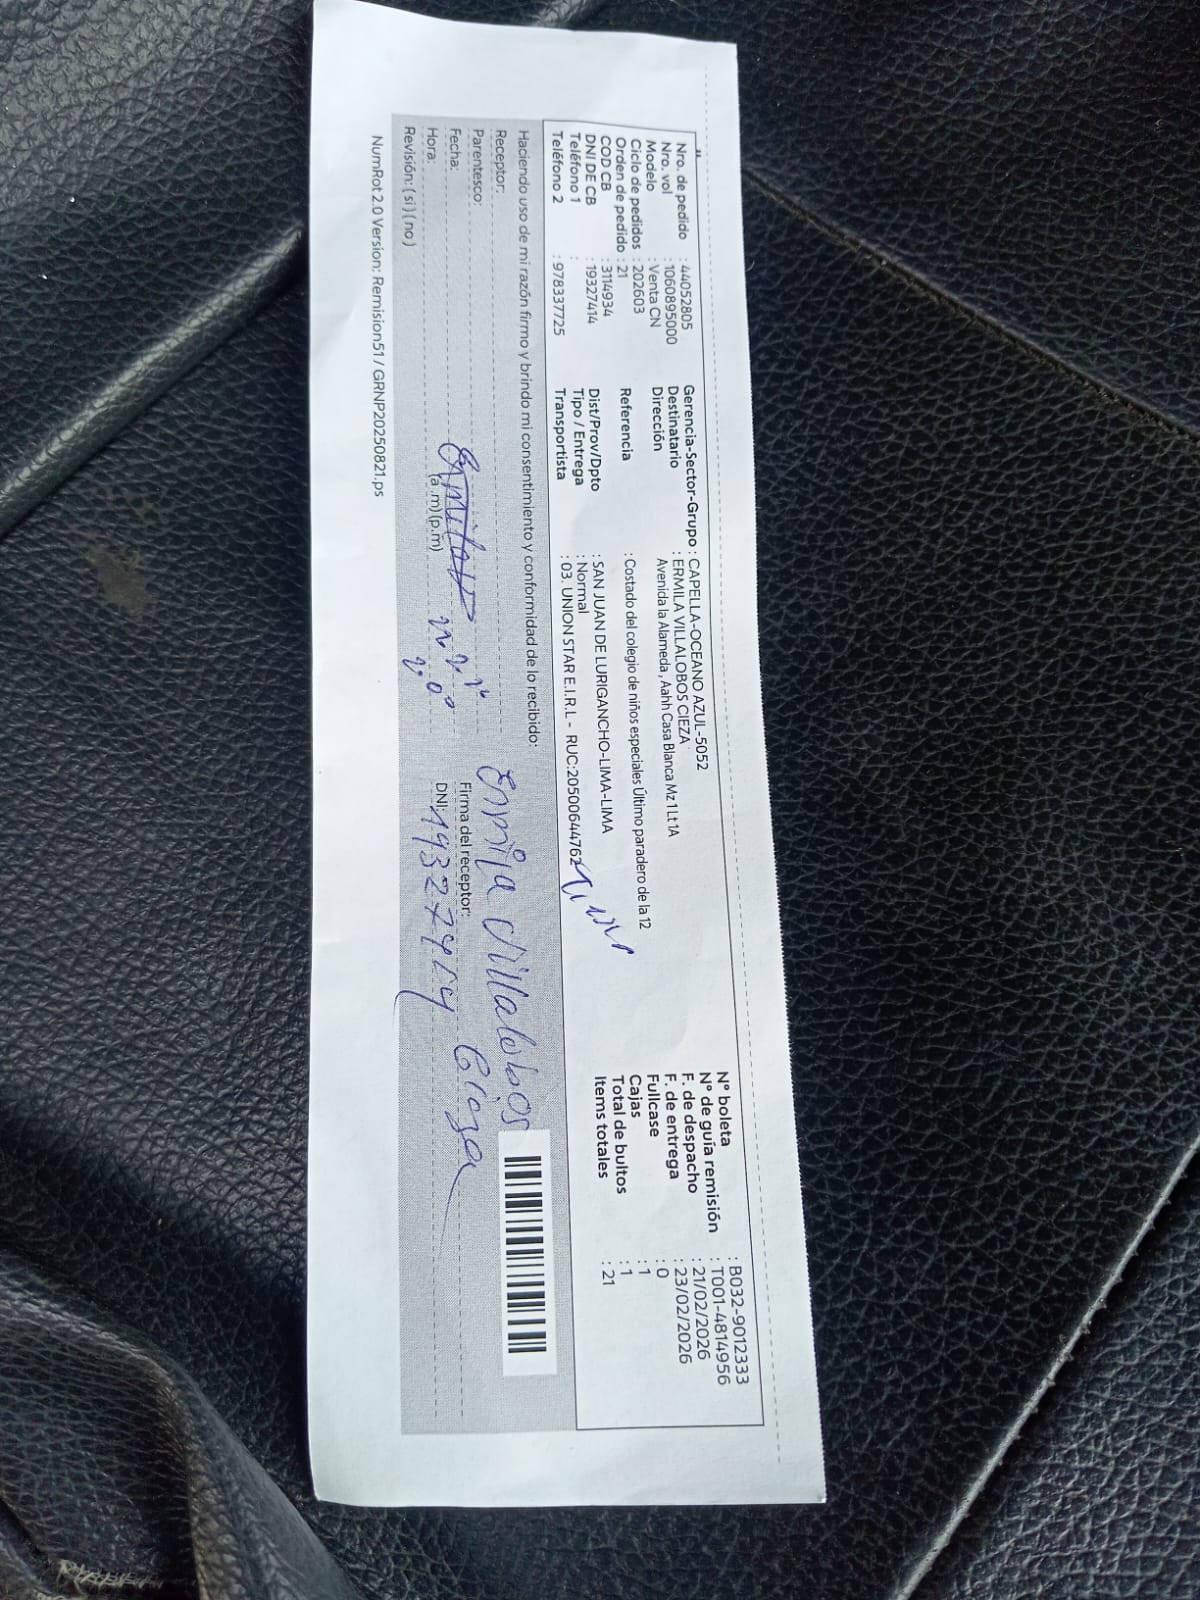 Nro. de pedido : 44052805
Nro. vol : 1060895000
Modelo : Venta CN
Ciclo de pedidos : 202603
Orden de pedido : 21
COD CB : 3114934
DNI DE CB : 19327414
Teléfono 1 :
Teléfono 2 : 978337725
Gerencia-Sector-Grupo : CAPELLA-OCEANO AZUL-5052
Destinatario : ERMILA VILLALOBOS CIEZA
Dirección Avenida la Alameda , Aahh Casa Blanca Mz 1 Lt 1A
Referencia : Costado del colegio de niños especiales Último paradero de la 12
Dist/Prov/Dpto : SAN JUAN DE LURIGANCHO-LIMA-LIMA
Tipo / Entrega : Normal
Transportista : 03. UNION STAR E.I.R.L - RUC:20500644762
N° boleta : B032-9012333
N° de guía remisión : T001-4814956
F. de despacho : 21/02/2026
F. de entrega : 23/02/2026
Fullcase : 0
Cajas : 1
Total de bultos : 1
Items totales : 21
Haciendo uso de mi razón firmo y brindo mi consentimiento y conformidad de lo recibido:
Receptor:
Parentesco:
Fecha:
Hora: (a .m) (p.m)
Revisión: ( si ) ( no )
Ermila Villalobos
Cieza
Firma del receptor:
DNI: 19327414
NumRot 2.0 Version: Remision51 / GRNP20250821.ps